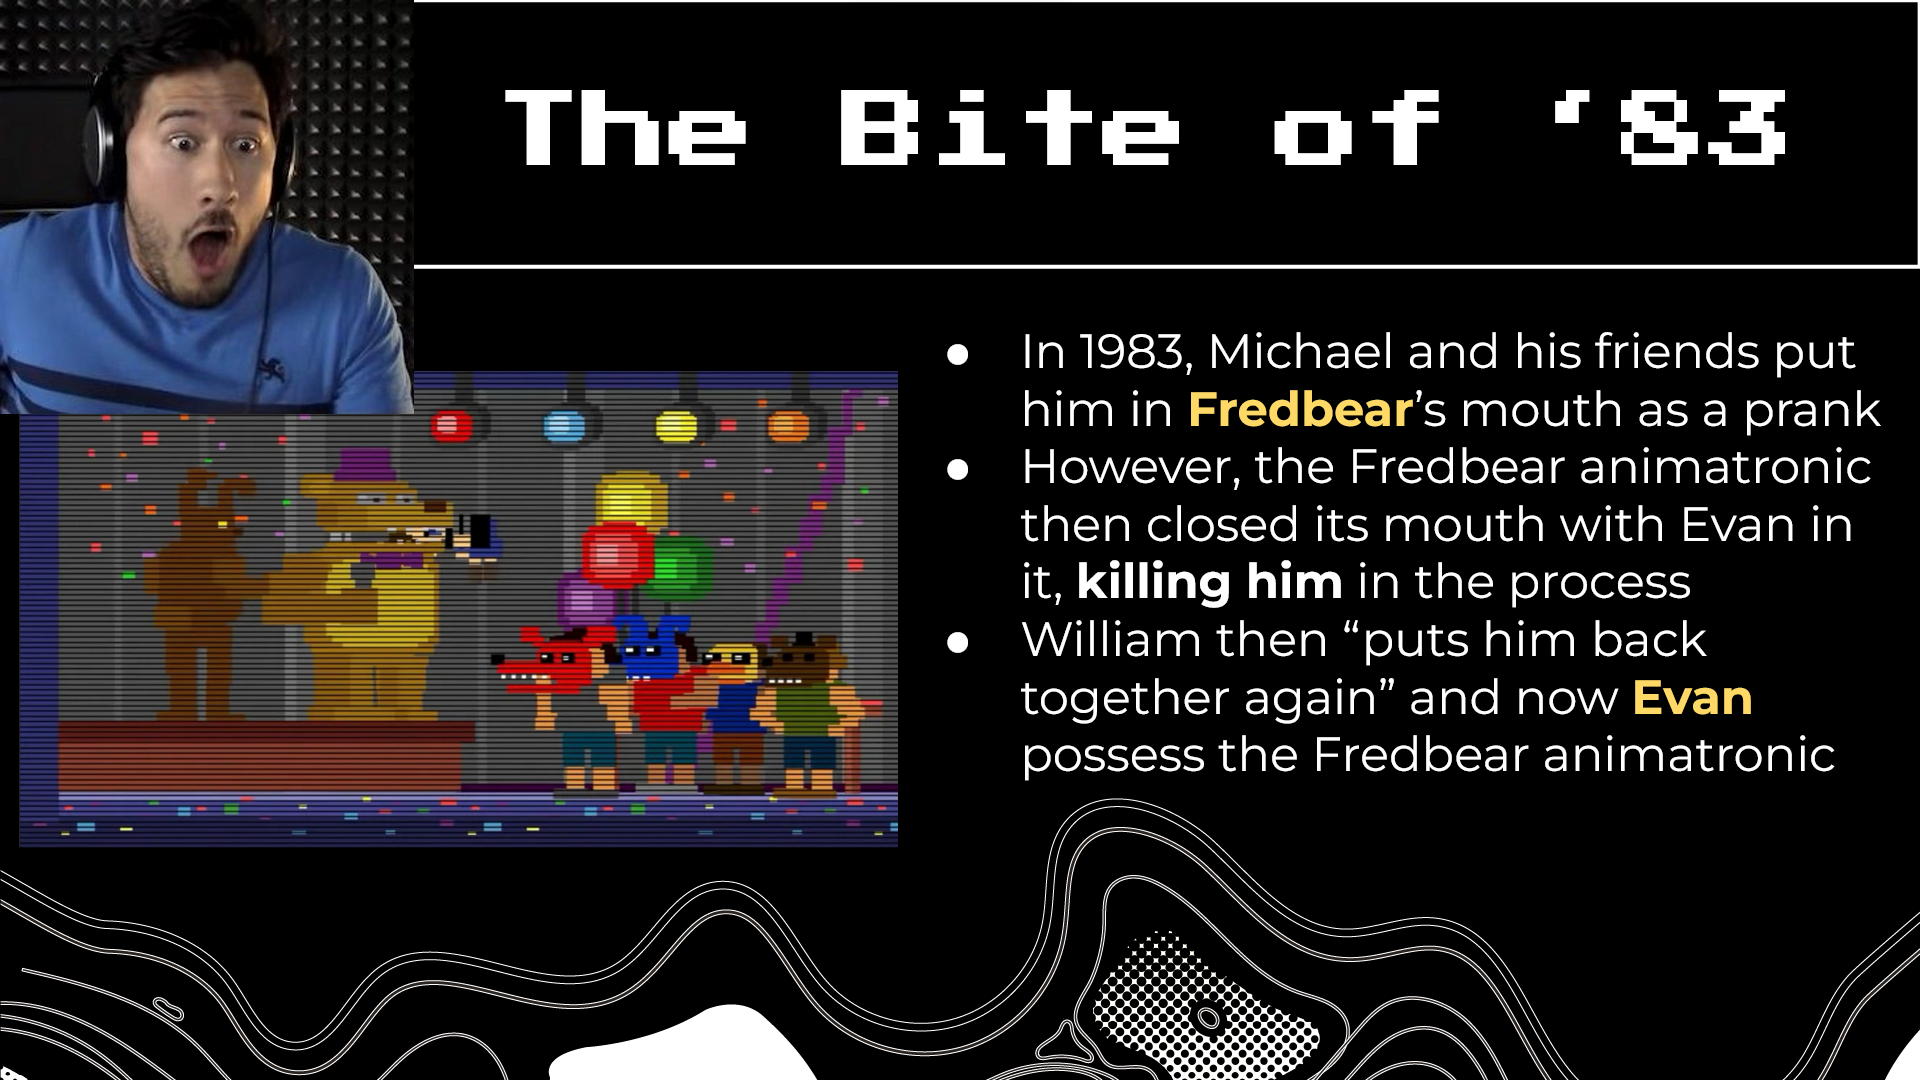 The Bite of ‘83
● In 1983, Michael and his friends put
him in Fredbear’s mouth as a prank
● However, the Fredbear animatronic
then closed its mouth with Evan in
it, killing him in the process
● William then “puts him back
together again” and now Evan
possess the Fredbear animatronic